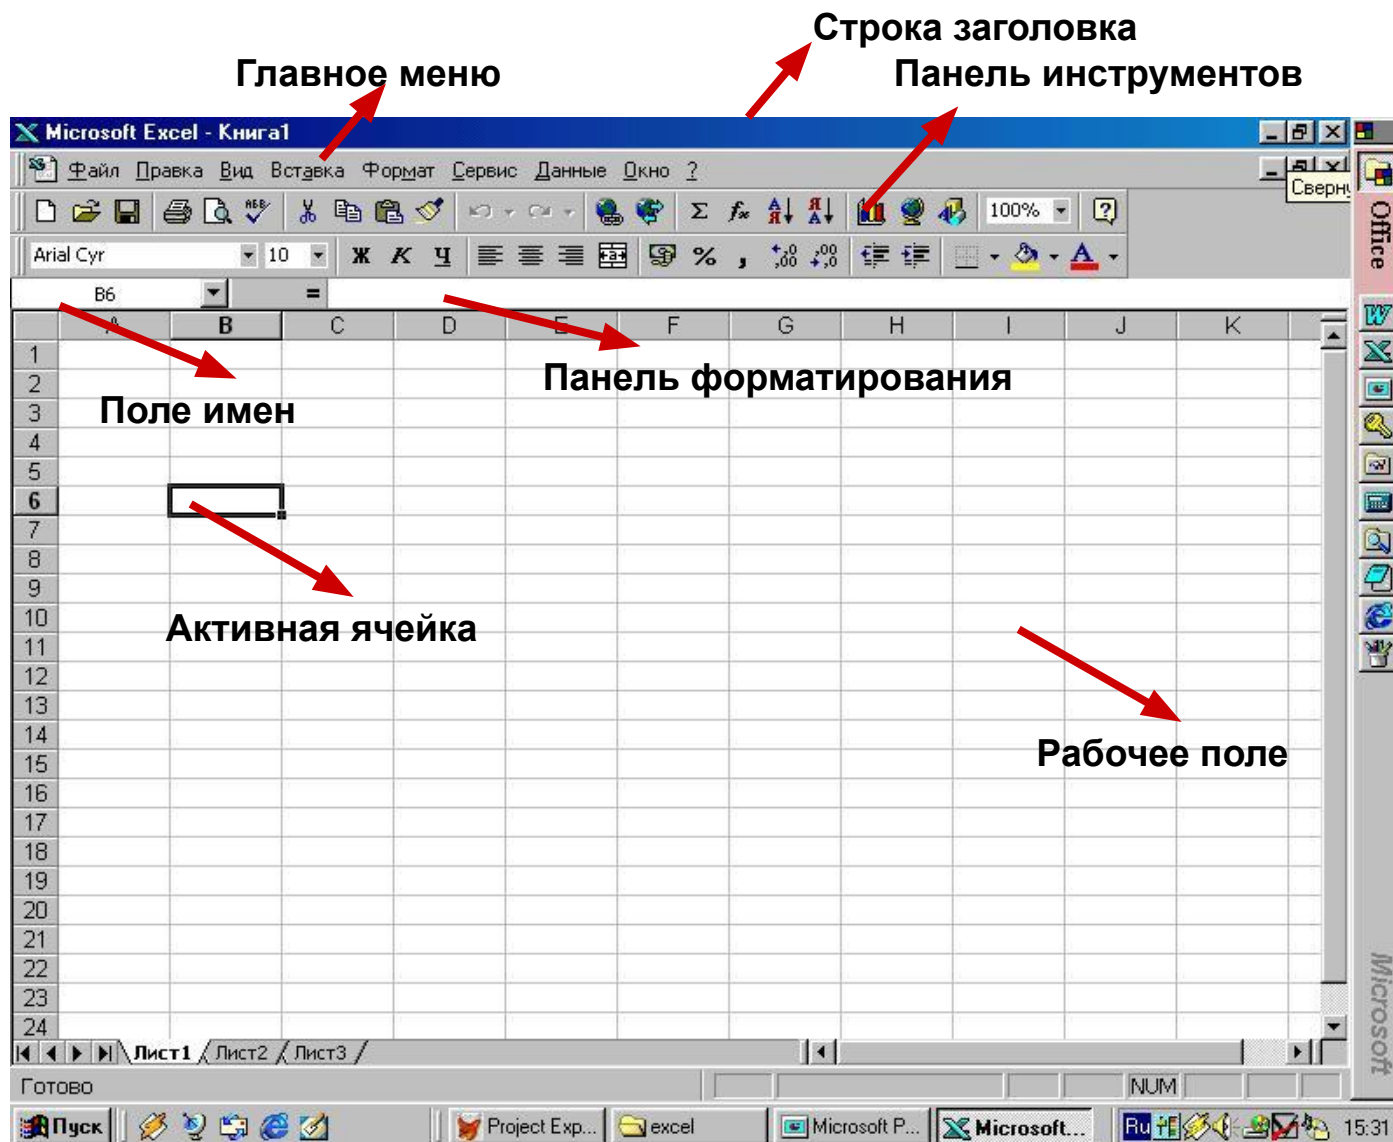 Строка заголовка
Главное меню
Панель инструментов
Microsoft Excel - Книга1
Файл Правка Вид Вставка Формат Сервис Данные Окно ?
Сверну
100%
Arial Cyr 10 Ж К Ч % , ,00
B6 =
A B C D E F G H I J K
1
2
Панель форматирования
3
Поле имен
4
5
6
7
8
9
10
Активная ячейка
11
12
13
14
15
Рабочее поле
16
17
18
19
20
21
22
23
24
Лист1 Лист2 Лист3
Готово NUM
Пуск Project Exp... excel Microsoft P... Microsoft... Ru 15:31
Office
Microsoft